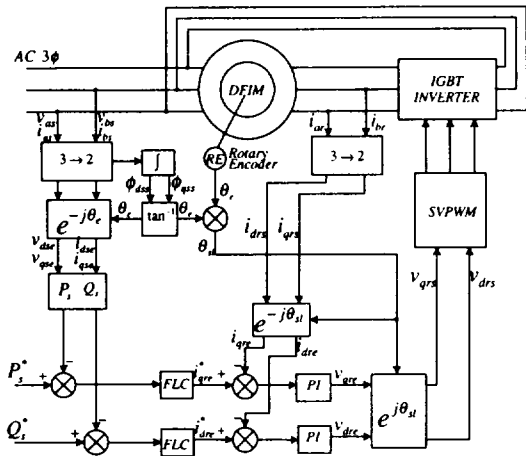 AC 3ϕ
DFIM
IGBT
INVERTER
v_as v_bs
i_as i_bs
i_ar i_br
3 → 2
∫
RE Rotary
Encoder
3 → 2
ϕ_dss ϕ_qss
θ_r
SVPWM
e^{-jθ_e}
θ_e tan^{-1} θ_e
θ_sl
i_drs i_qrs
v_qrs v_drs
v_dse i_dse
v_qse i_qse
P_s Q_s
e^{-jθ_sl}
i_qre i_dre
P_s^* + − FLC i_qre^* + − PI v_qre
e^{jθ_sl}
Q_s^* + − FLC i_dre^* + − PI v_dre